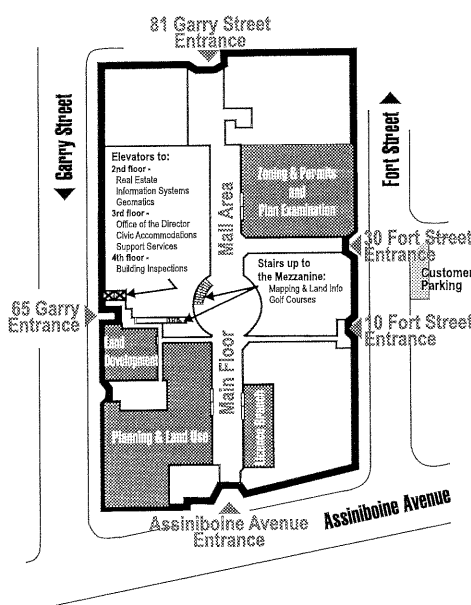 81 Garry Street
Entrance
Garry Street
Fort Street
Elevators to:
2nd floor -
Real Estate
Information Systems
Geomatics
3rd floor -
Office of the Director
Civic Accommodations
Support Services
4th floor -
Building Inspections
Mall Area
Zoning & Permits
and
Plan Examination
30 Fort Street
Entrance
Customer
Parking
Stairs up to
the Mezzanine:
Mapping & Land Info
Golf Courses
65 Garry
Entrance
10 Fort Street
Entrance
Land
Development
Main Floor
Planning & Land Use
Licence Branch
Assiniboine Avenue
Entrance
Assiniboine Avenue